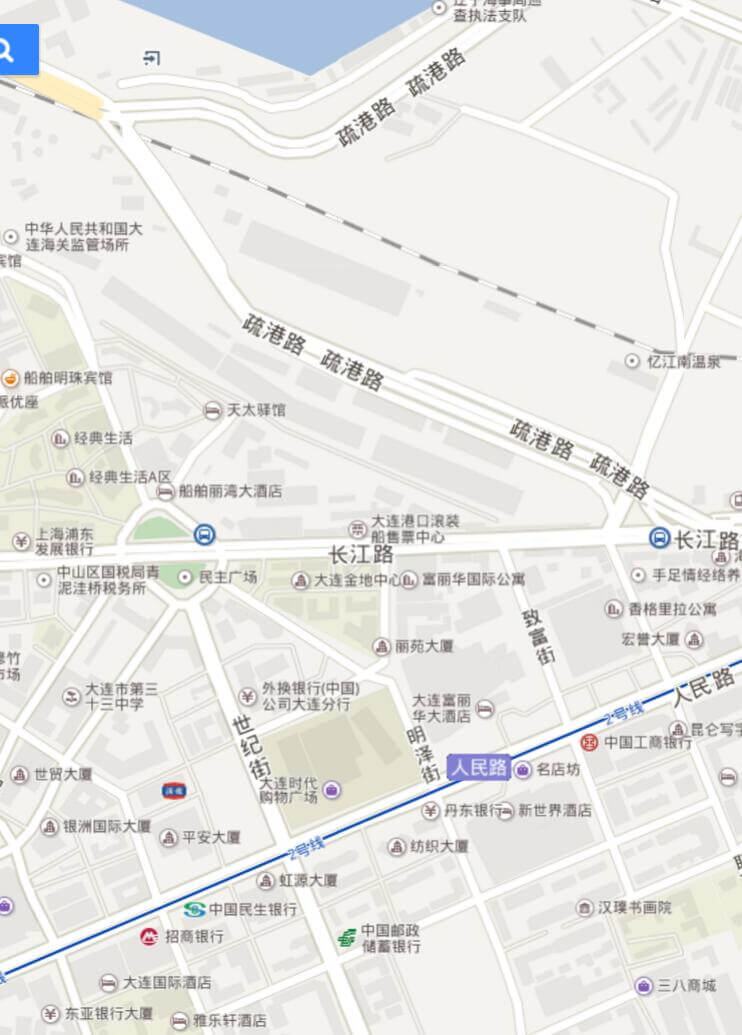 查执法支队
疏港路
疏港路
中华人民共和国大
连海关监管场所
宾馆
疏港路
疏港路
忆江南温泉
船舶明珠宾馆
派优座
天太驿馆
经典生活
疏港路
疏港路
经典生活A区
船舶丽湾大酒店
上海浦东
发展银行
大连港口滚装
船售票中心
长江路
长江路
中山区国税局青
泥洼桥税务所
民主广场
大连金地中心
富丽华国际公寓
手足情经络养
香格里拉公寓
致富街
宏誉大厦
丽苑大厦
大连市第三
十三中学
外换银行(中国)
公司大连分行
大连富丽
华大酒店
人民路
2号线
世纪街
明泽街
昆仑写字
中国工商银行
世贸大厦
大连时代
购物广场
人民路
名店坊
银洲国际大厦
平安大厦
丹东银行
新世界酒店
2号线
纺织大厦
虹源大厦
中国民生银行
汉璞书画院
招商银行
中国邮政
储蓄银行
大连国际酒店
三八商城
东亚银行大厦
雅乐轩酒店